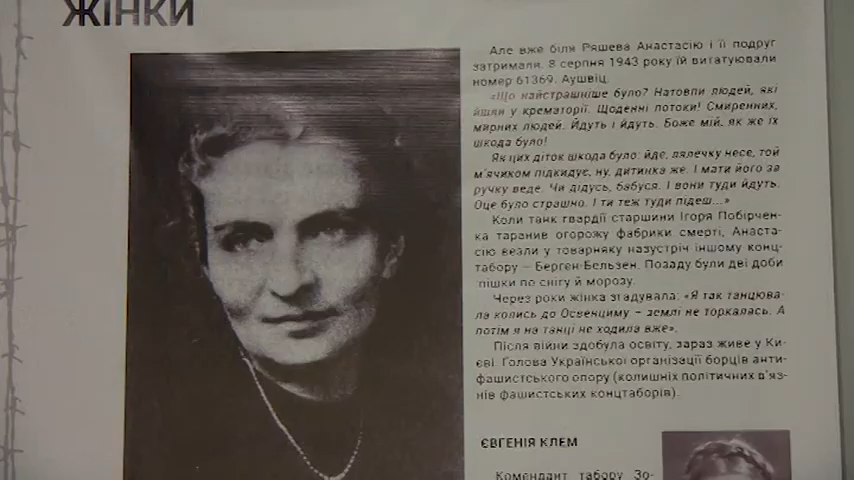 ЖІНКИ
Але вже біля Ряшева Анастасію і її подруг
затримали. 8 серпня 1943 року їй витатуювали
номер 61369. Аушвіц.
«Що найстрашніше було? Натовпи людей, які
йшли у крематорії. Щоденні потоки! Смиренних,
мирних людей. Йдуть і йдуть. Боже мій, як же їх
шкода було!
Як цих діток шкода було: йде, лялечку несе, той
м'ячиком підкидує, ну, дитинка же. І мати його за
ручку веде. Чи дідусь, бабуся. І вони туди йдуть.
Оце було страшно. І ти теж туди підеш...»
Коли танк гвардії старшини Ігоря Побірчен-
ка таранив огорожу фабрики смерті, Анаста-
сію везли у товарняку назустріч іншому конц-
табору – Берген-Бельзен. Позаду були дві доби
пішки по снігу й морозу.
Через роки жінка згадувала: «Я так танцюва-
ла колись до Освенциму – землі не торкалась. А
потім я на танці не ходила вже».
Після війни здобула освіту, зараз живе у Ки-
єві. Голова Української організації борців анти-
фашистського опору (колишніх політичних в'яз-
нів фашистських концтаборів).
ЄВГЕНІЯ КЛЕМ
Комендант табору Зо-